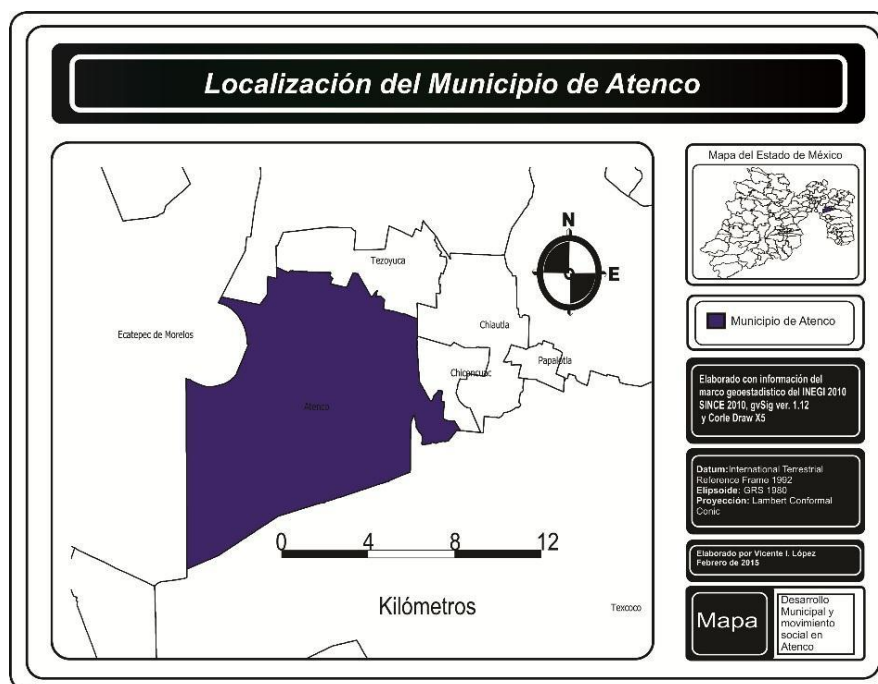 Localización del Municipio de Atenco
Tezoyuca
Ecatepec de Morelos
Chiautla
Papalotla
Chiconcuac
Atenco
Texcoco
N
E
0 4 8 12
Kilómetros
Mapa del Estado de México
Municipio de Atenco
Elaborado con información del
marco geoestadistico del INEGI 2010
SINCE 2010, gvSig ver. 1.12
y Corle Draw X5
Datum:International Terrestrial
Reference Frame 1992
Elipsoide: GRS 1980
Proyección: Lambert Conformal
Conic
Elaborado por Vicente I. López
Febrero de 2015
Mapa
Desarrollo
Municipal y
movimiento
social en
Atenco